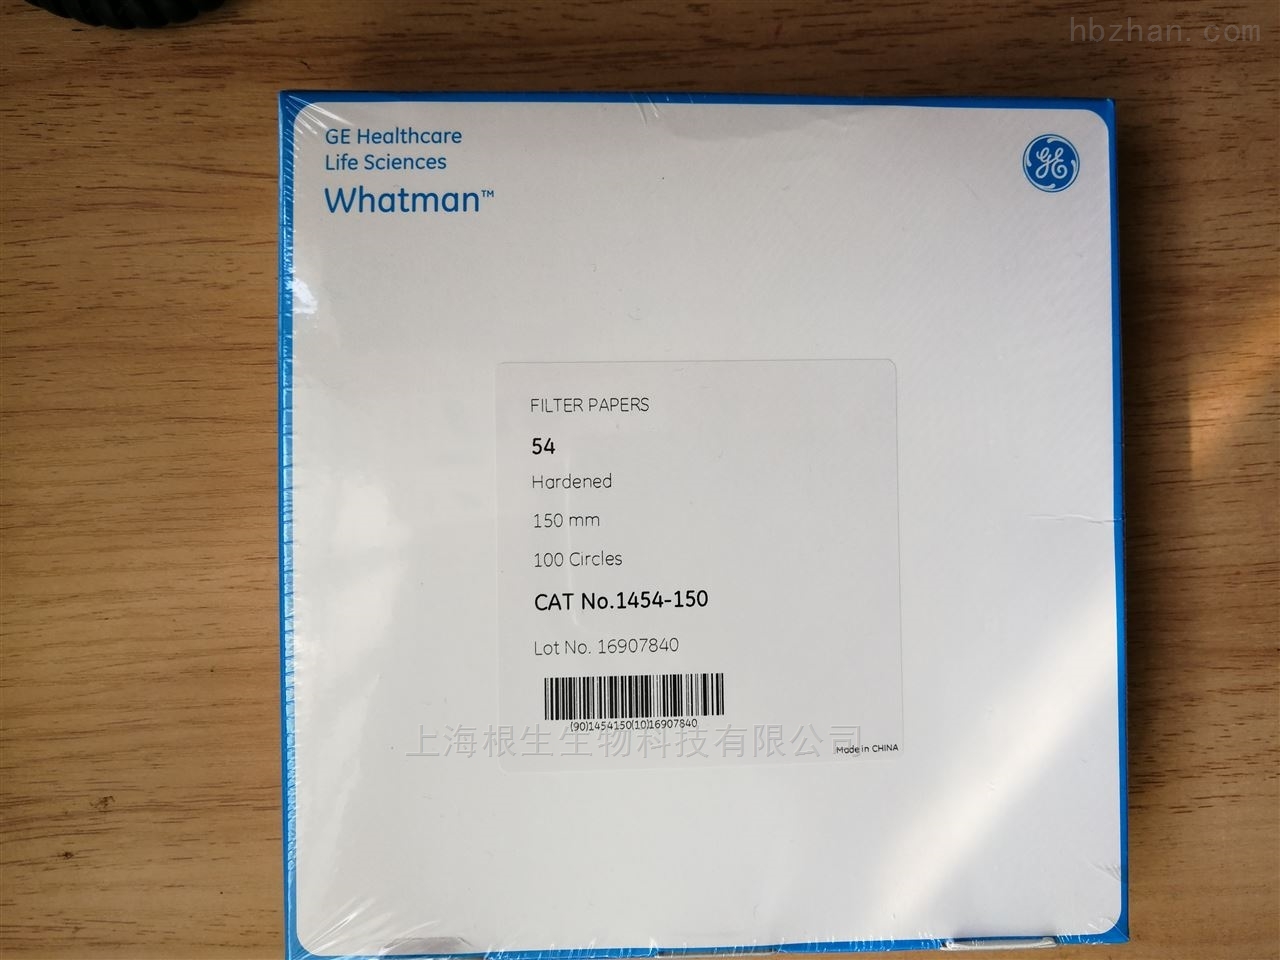 hbzhan.com
GE Healthcare
Life Sciences
Whatman™
GE
FILTER PAPERS
54
Hardened
150 mm
100 Circles
CAT No.1454-150
Lot No. 16907840
(90)1454150(10)16907840
上海根生生物科技有限公司
Made in CHINA